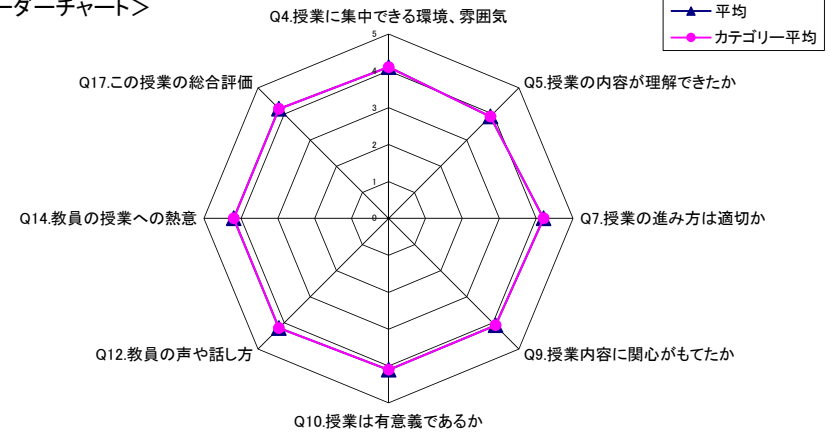 ーダーチャート＞
平均
カテゴリー平均
Q4.授業に集中できる環境、雰囲気
Q17.この授業の総合評価
Q5.授業の内容が理解できたか
Q14.教員の授業への熱意
Q7.授業の進み方は適切か
Q12.教員の声や話し方
Q9.授業内容に関心がもてたか
Q10.授業は有意義であるか
5
4
3
2
1
0